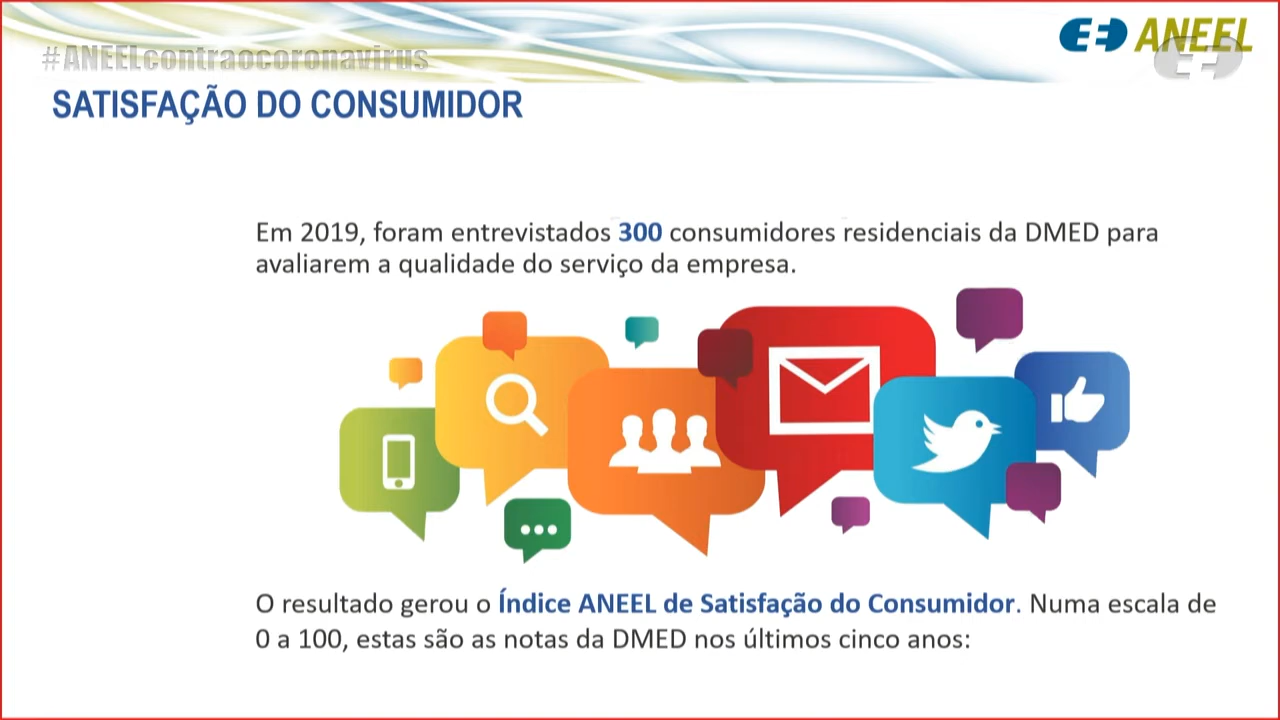 ANEEL
#ANEELcontraocoronavirus
SATISFAÇÃO DO CONSUMIDOR
Em 2019, foram entrevistados 300 consumidores residenciais da DMED para
avaliarem a qualidade do serviço da empresa.
O resultado gerou o Índice ANEEL de Satisfação do Consumidor. Numa escala de
0 a 100, estas são as notas da DMED nos últimos cinco anos: